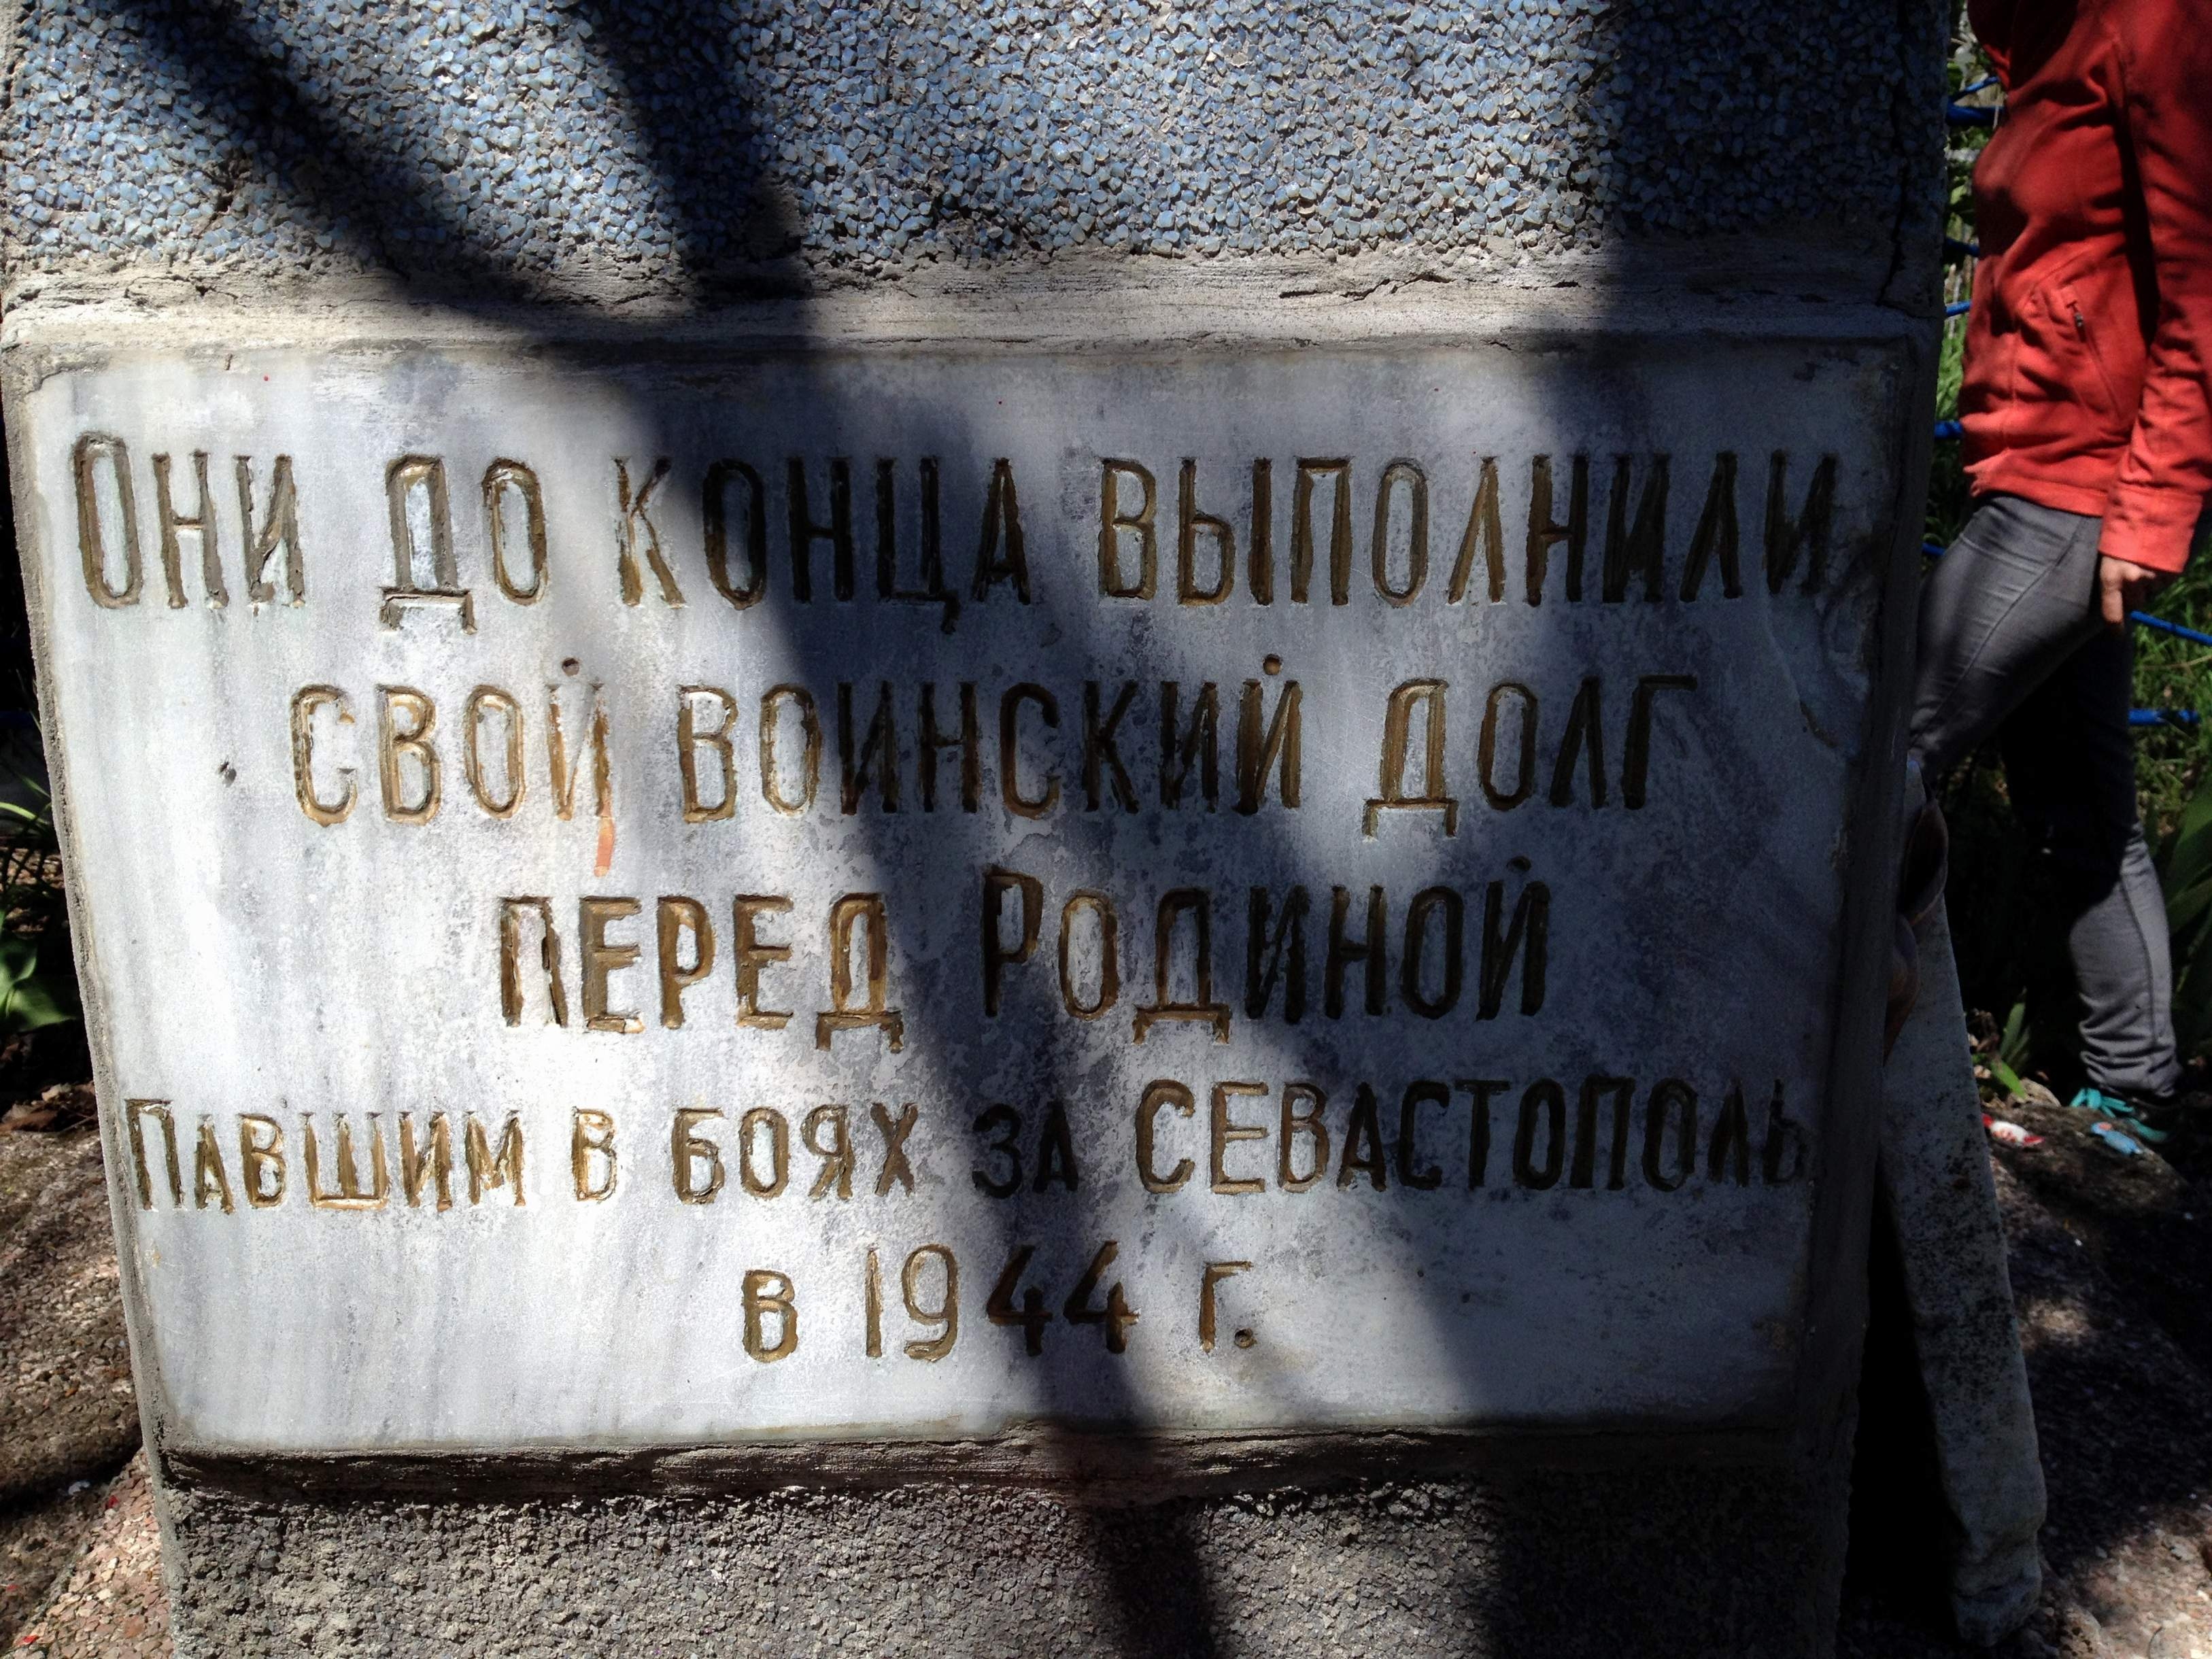 Они до конца выполнили
свой воинский долг
перед Родиной
Павшим в боях за Севастополь
в 1944 г.